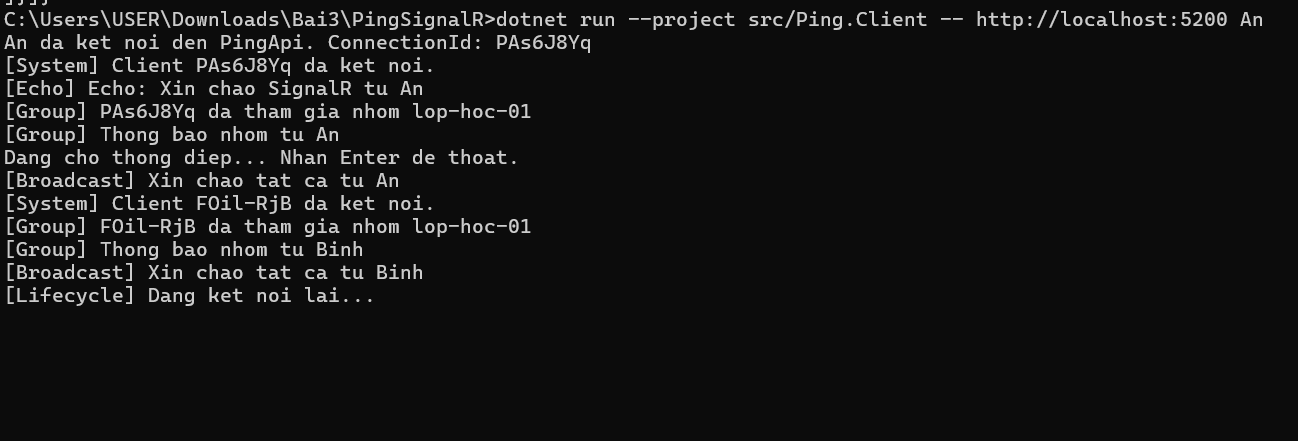 C:\Users\USER\Downloads\Bai3\PingSignalR>dotnet run --project src/Ping.Client -- http://localhost:5200 An
An da ket noi den PingApi. ConnectionId: PAs6J8Yq
[System] Client PAs6J8Yq da ket noi.
[Echo] Echo: Xin chao SignalR tu An
[Group] PAs6J8Yq da tham gia nhom lop-hoc-01
[Group] Thong bao nhom tu An
Dang cho thong diep... Nhan Enter de thoat.
[Broadcast] Xin chao tat ca tu An
[System] Client FOil-RjB da ket noi.
[Group] FOil-RjB da tham gia nhom lop-hoc-01
[Group] Thong bao nhom tu Binh
[Broadcast] Xin chao tat ca tu Binh
[Lifecycle] Dang ket noi lai...